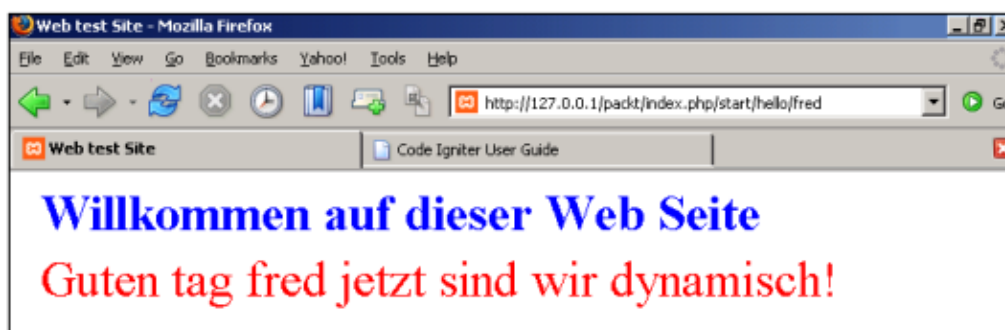 Web test Site - Mozilla Firefox
File Edit View Go Bookmarks Yahoo! Tools Help
http://127.0.0.1/packt/index.php/start/hello/fred
Web test Site Code Igniter User Guide
Willkommen auf dieser Web Seite
Guten tag fred jetzt sind wir dynamisch!